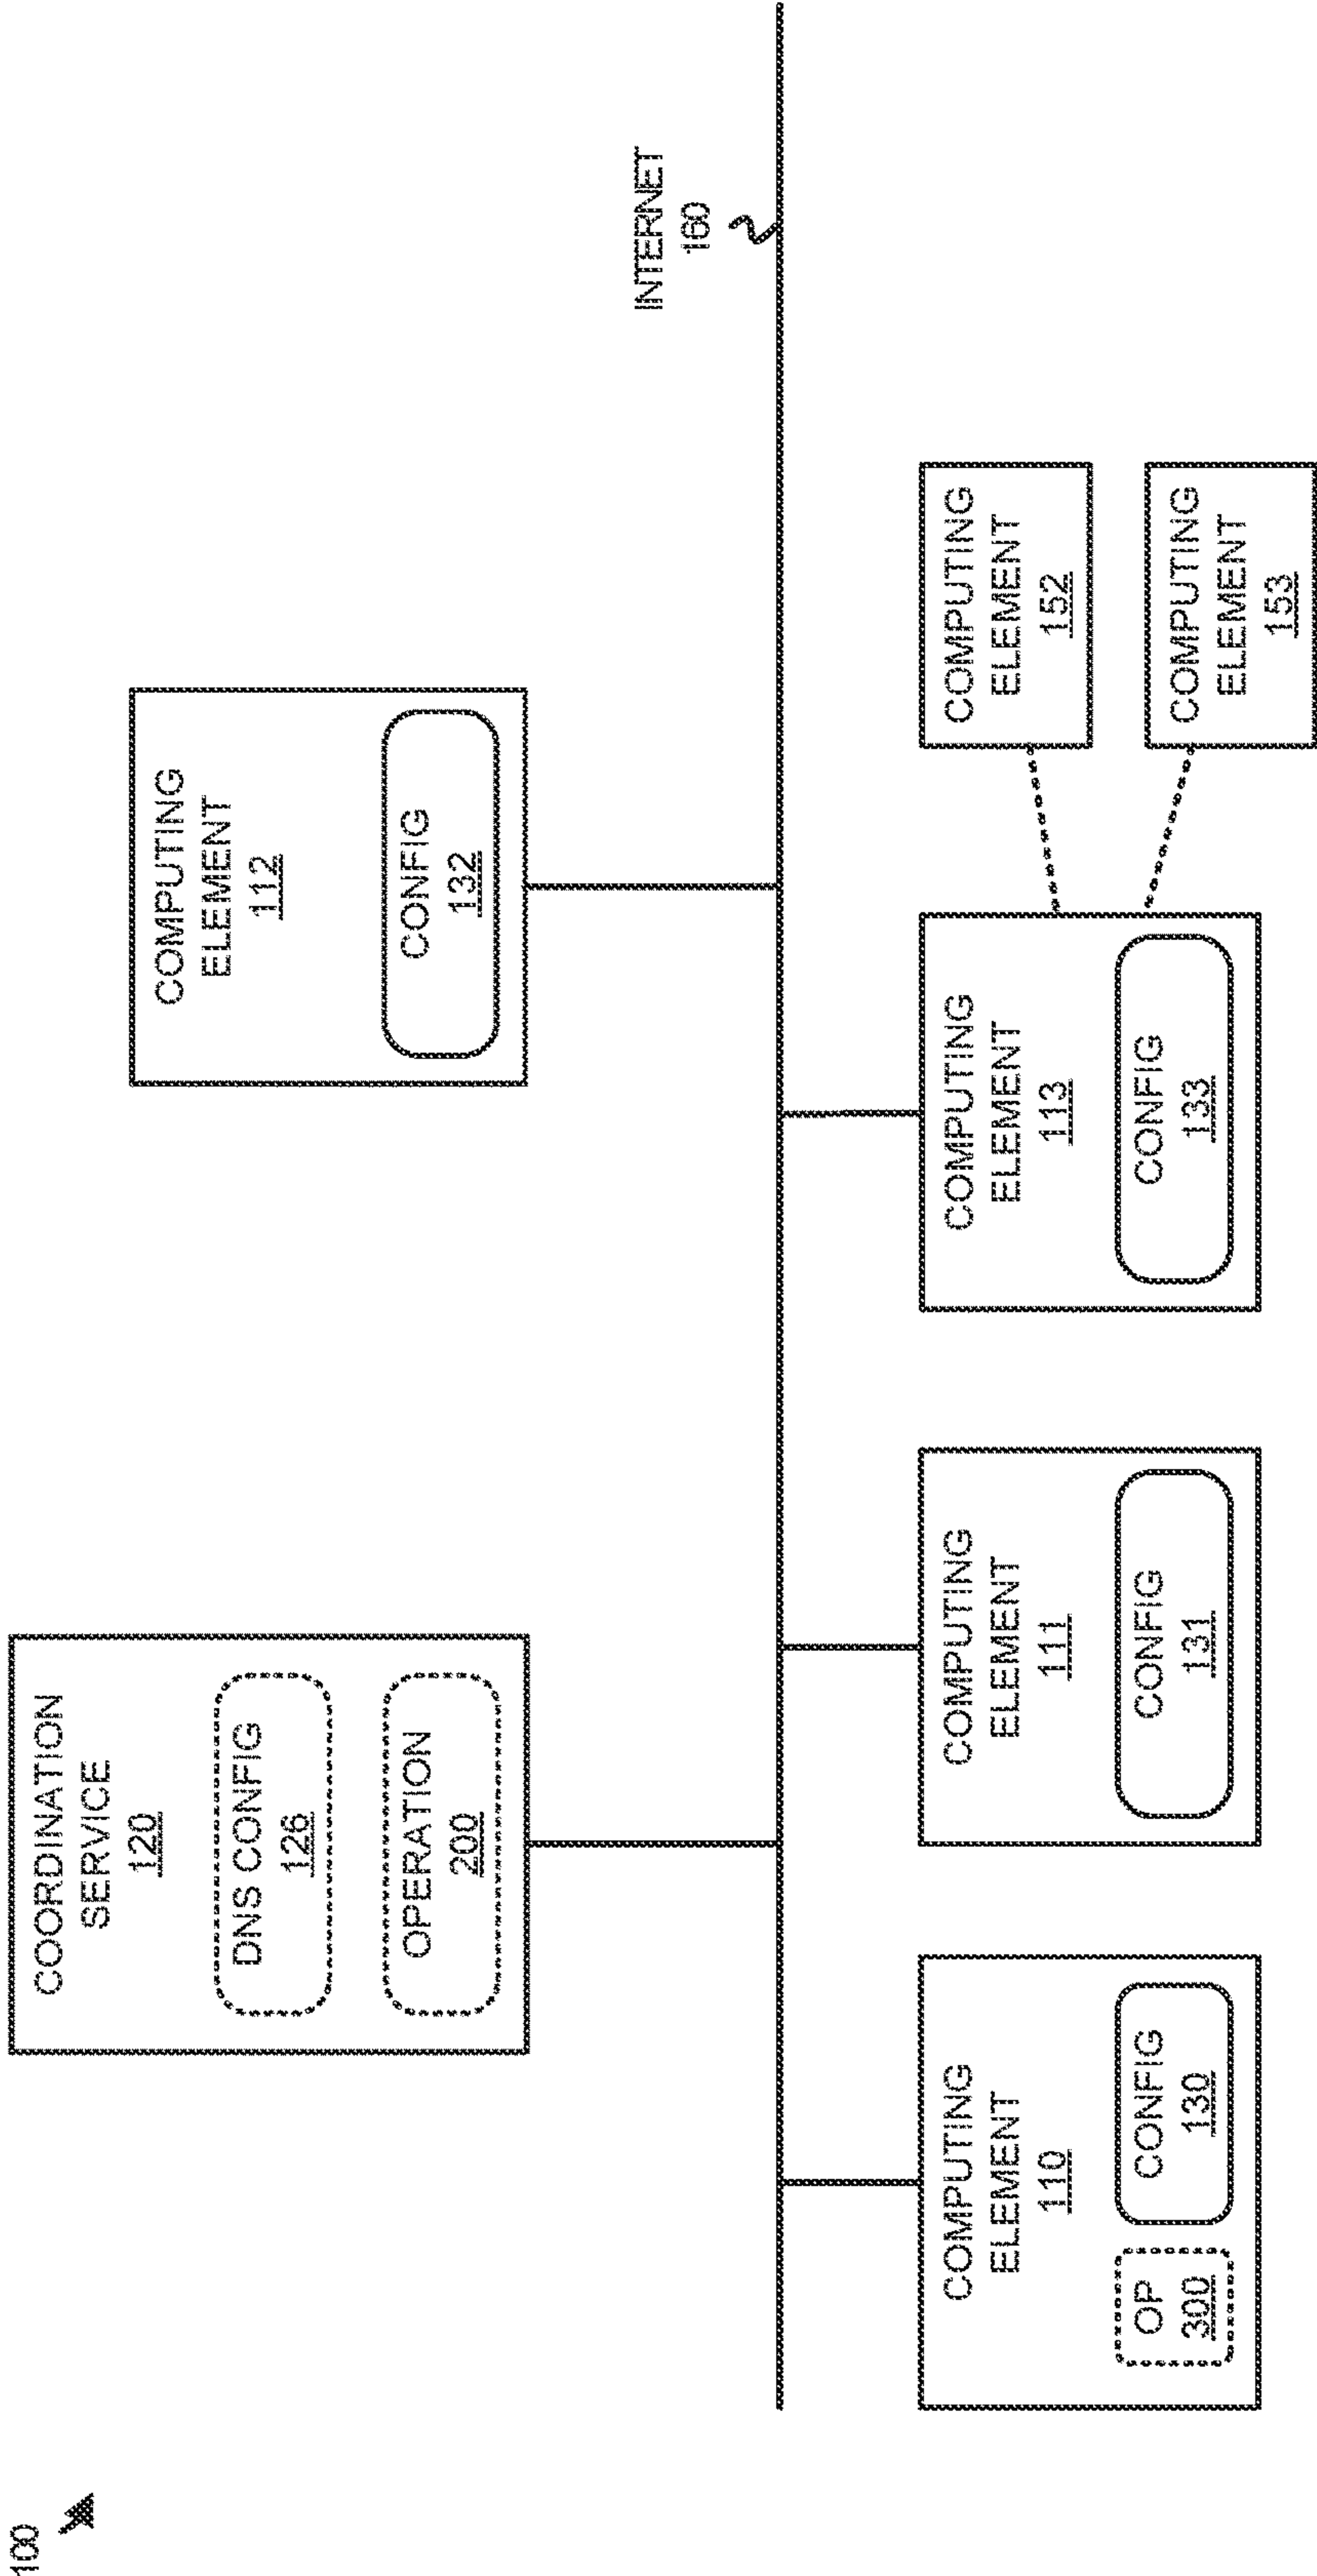 100
COORDINATION
SERVICE
120
DNS CONFIG
126
OPERATION
200
COMPUTING
ELEMENT
112
CONFIG
132
INTERNET
160
COMPUTING
ELEMENT
110
OP
300
CONFIG
130
COMPUTING
ELEMENT
111
CONFIG
131
COMPUTING
ELEMENT
113
CONFIG
133
COMPUTING
ELEMENT
152
COMPUTING
ELEMENT
153